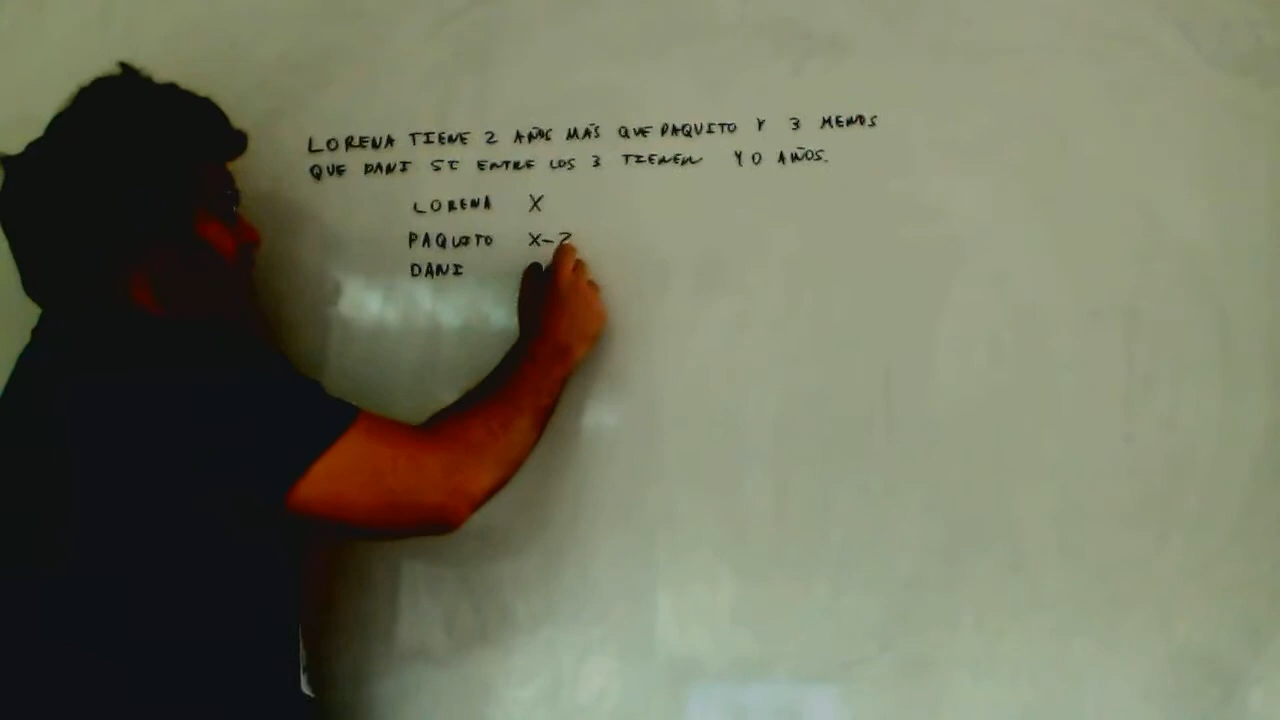 LORENA TIENE 2 AÑOS MÁS QUE PAQUITO Y 3 MENOS
QUE DANI SI ENTRE LOS 3 TIENEN 40 AÑOS.
LORENA X
PAQUITO X-2
DANI